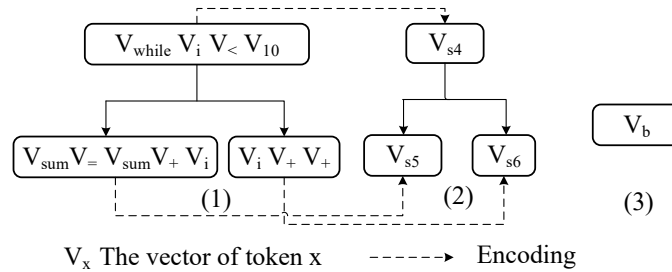 V_while V_i V_< V_10
V_s4
V_b
V_sum V_= V_sum V_+ V_i
V_i V_+ V_+
V_s5
V_s6
(1)
(2)
(3)
V_x The vector of token x
Encoding